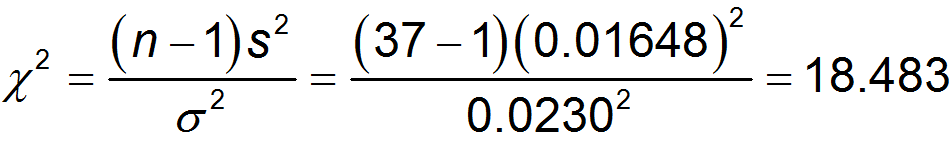 χ² = (n − 1)s² / σ² = (37 − 1)(0.01648)² / 0.0230² = 18.483